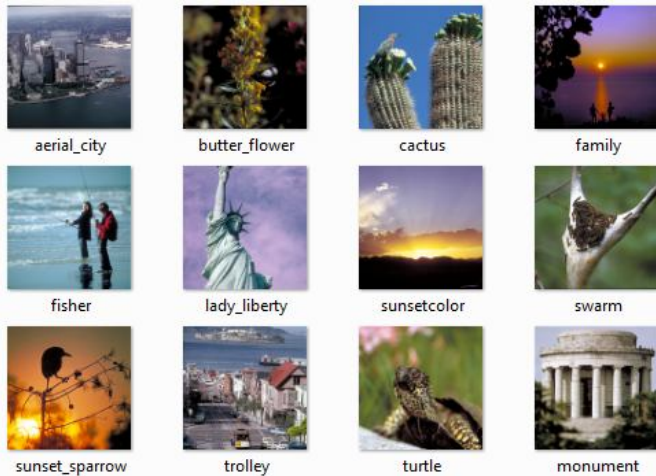 aerial_city
butter_flower
cactus
family
fisher
lady_liberty
sunsetcolor
swarm
sunset_sparrow
trolley
turtle
monument